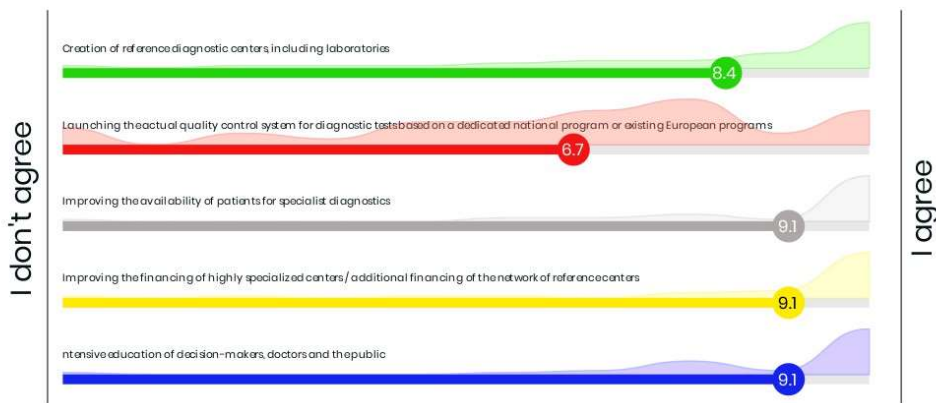 I don't agree
Creation of reference diagnostic centers, including laboratories
8.4
Launching the actual quality control system for diagnostic tests based on a dedicated national program or existing European programs
6.7
Improving the availability of patients for specialist diagnostics
9.1
Improving the financing of highly specialized centers / additional financing of the network of reference centers
9.1
ntensive education of decision-makers, doctors and the public
9.1
I agree